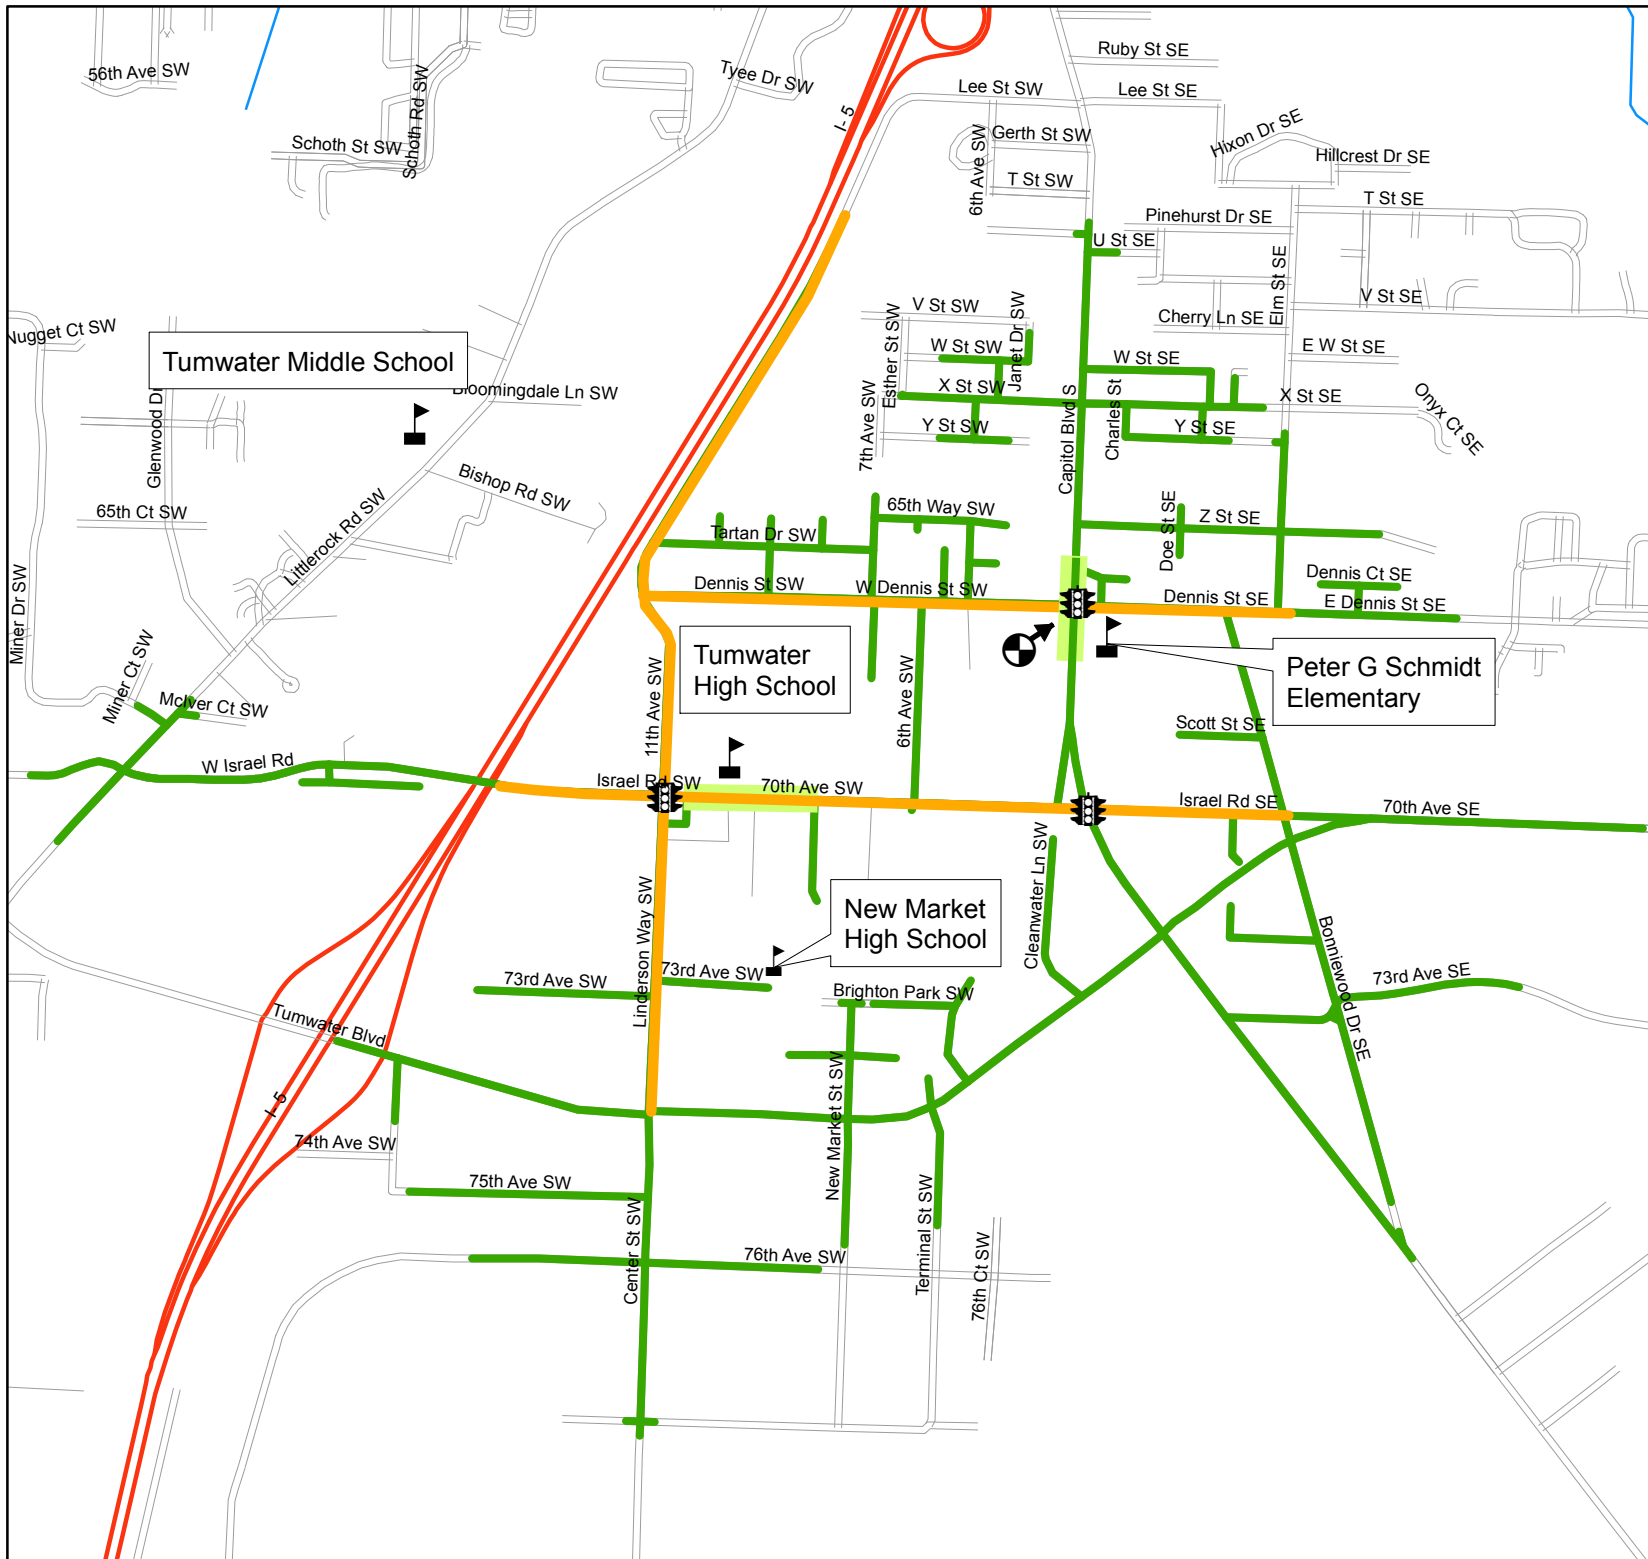 Ruby St SE
56th Ave SW
Tyee Dr SW
Schoth Rd SW
Lee St SW
Lee St SE
I- 5
Schoth St SW
6th Ave SW
Gerth St SW
Hixon Dr SE
Hillcrest Dr SE
T St SW
T St SE
Pinehurst Dr SE
U St SE
Elm St SE
V St SW
V St SE
Nugget Ct SW
Tumwater Middle School
Esther St SW
Janet Dr SW
Cherry Ln SE
W St SW
W St SE
E W St SE
Bloomingdale Ln SW
Glenwood Dr
X St SW
Capitol Blvd S
Charles St
X St SE
Onyx Ct SE
7th Ave SW
Y St SW
Y St SE
Bishop Rd SW
65th Ct SW
Littlerock Rd SW
65th Way SW
Tartan Dr SW
Doe St SE
Z St SE
Miner Dr SW
Dennis St SW
W Dennis St SW
Dennis St SE
Dennis Ct SE
E Dennis St SE
Miner Ct SW
McIver Ct SW
Tumwater
High School
11th Ave SW
6th Ave SW
Peter G Schmidt
Elementary
Scott St SE
W Israel Rd
Israel Rd SW
70th Ave SW
Israel Rd SE
70th Ave SE
Cleanwater Ln SW
Linderson Way SW
New Market
High School
Bonniewood Dr SE
73rd Ave SW
73rd Ave SW
Brighton Park SW
73rd Ave SE
Tumwater Blvd
New Market St SW
I- 5
74th Ave SW
75th Ave SW
Center St SW
Terminal St SW
76th Ave SW
76th Ct SW